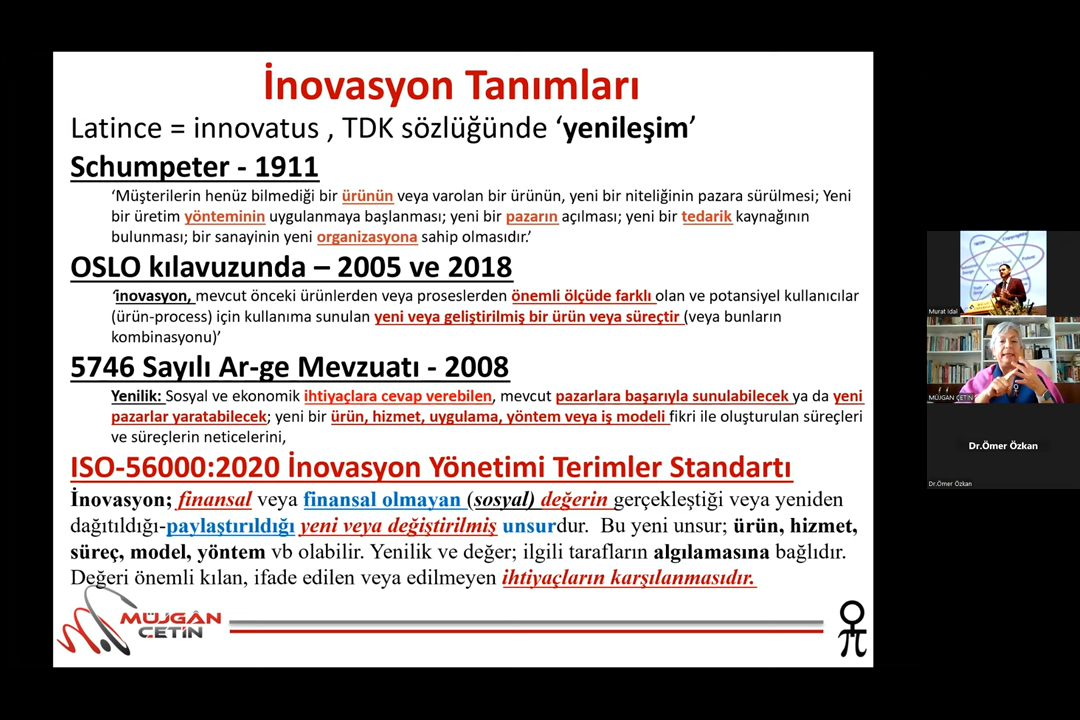 İnovasyon Tanımları
Latince = innovatus , TDK sözlüğünde ‘yenileşim’
Schumpeter - 1911
‘Müşterilerin henüz bilmediği bir ürünün veya varolan bir ürünün, yeni bir niteliğinin pazara sürülmesi; Yeni
bir üretim yönteminin uygulanmaya başlanması; yeni bir pazarın açılması; yeni bir tedarik kaynağının
bulunması; bir sanayinin yeni organizasyona sahip olmasıdır.’
OSLO kılavuzunda – 2005 ve 2018
‘inovasyon, mevcut önceki ürünlerden veya proseslerden önemli ölçüde farklı olan ve potansiyel kullanıcılar
(ürün-process) için kullanıma sunulan yeni veya geliştirilmiş bir ürün veya süreçtir (veya bunların
kombinasyonu)’
5746 Sayılı Ar-ge Mevzuatı - 2008
Yenilik: Sosyal ve ekonomik ihtiyaçlara cevap verebilen, mevcut pazarlara başarıyla sunulabilecek ya da yeni
pazarlar yaratabilecek; yeni bir ürün, hizmet, uygulama, yöntem veya iş modeli fikri ile oluşturulan süreçleri
ve süreçlerin neticelerini,
ISO-56000:2020 İnovasyon Yönetimi Terimler Standartı
İnovasyon; finansal veya finansal olmayan (sosyal) değerin gerçekleştiği veya yeniden
dağıtıldığı-paylaştırıldığı yeni veya değiştirilmiş unsurdur. Bu yeni unsur; ürün, hizmet,
süreç, model, yöntem vb olabilir. Yenilik ve değer; ilgili tarafların algılamasına bağlıdır.
Değeri önemli kılan, ifade edilen veya edilmeyen ihtiyaçların karşılanmasıdır.
MÜJGÂN
ÇETİN
Murat Idal
MÜJGAN ÇETİN
Dr.Ömer Özkan
Dr.Ömer Özkan